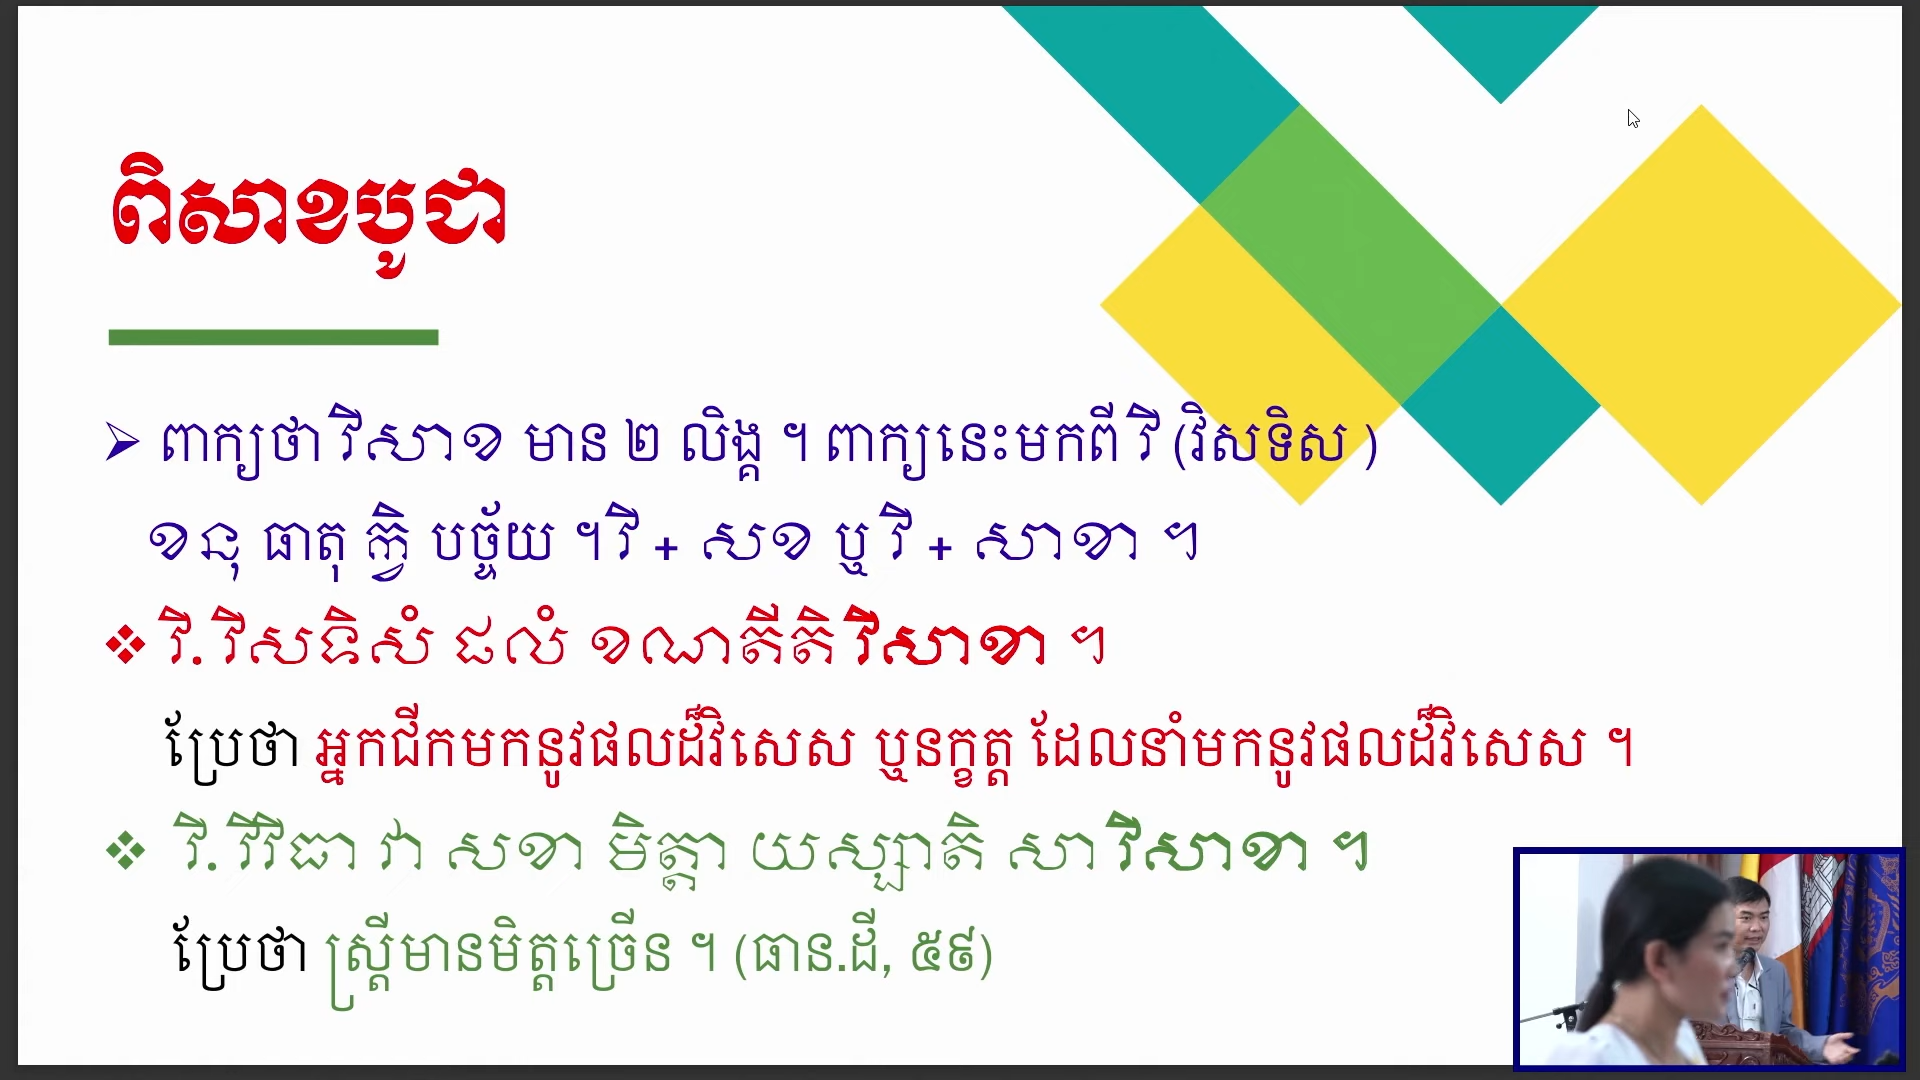 ពិសាខបូជា
ពាក្យថា វិសាខ មាន ២ លិង្គ ។ ពាក្យនេះមកពី វិ (វិសទិស )
ខនុ ធាតុ ក្វិ បច្ច័យ ។ វិ + សខ ឬ វិ + សាខា ។
វិ. វិសទិសំ ផលំ ខណតីតិ វិសាខា ។
ប្រែថា អ្នកជីកមកនូវផលដ៏វិសេស ឬនក្ខត្ត ដែលនាំមកនូវផលដ៏វិសេស ។
វិ. វិវិធា វា សខា មិត្តា យស្សាតិ សា វិសាខា ។
ប្រែថា ស្ត្រីមានមិត្តច្រើន ។ (ធាន.ដី, ៥៩)